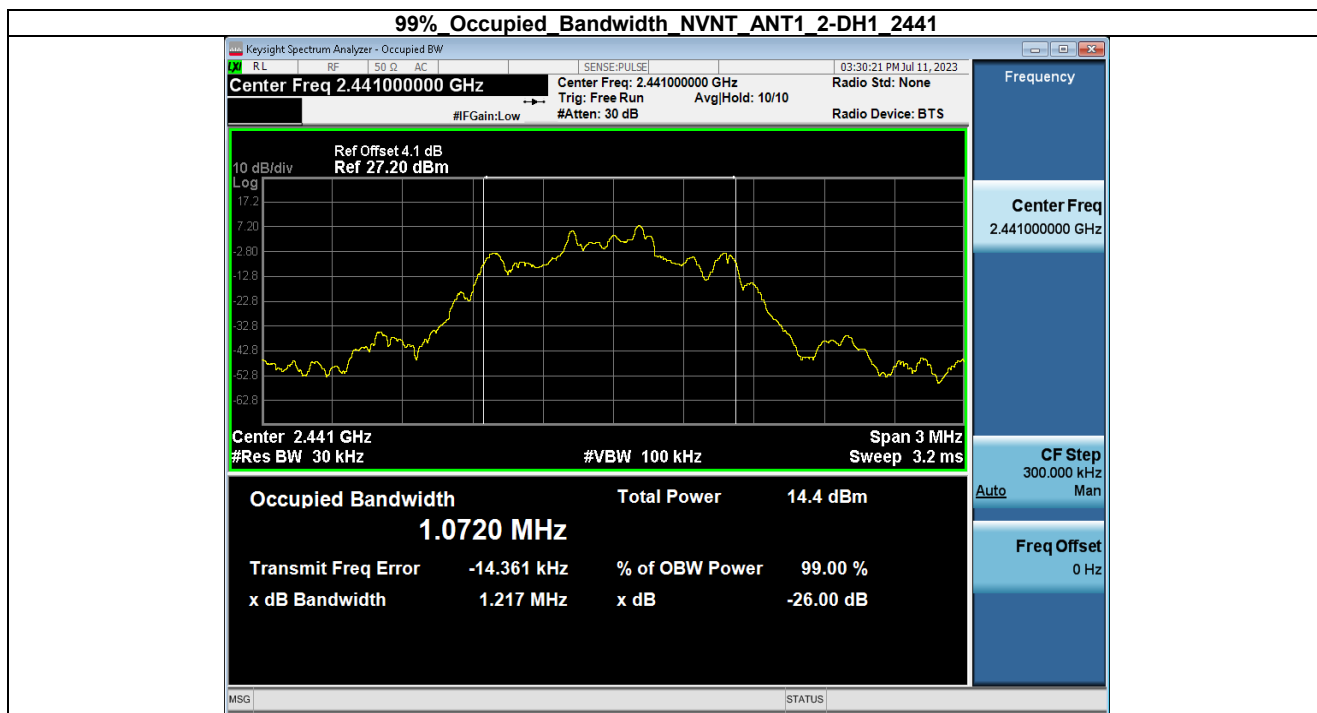 99%_Occupied_Bandwidth_NVNT_ANT1_2-DH1_2441
Keysight Spectrum Analyzer - Occupied BW
LXI RL RF 50 Ω AC SENSE:PULSE 03:30:21 PM Jul 11, 2023
Center Freq 2.441000000 GHz
Center Freq: 2.441000000 GHz Radio Std: None
Trig: Free Run Avg|Hold: 10/10
#IFGain:Low #Atten: 30 dB Radio Device: BTS
Ref Offset 4.1 dB
10 dB/div Ref 27.20 dBm
Log
17.2
7.20
-2.80
-12.8
-22.8
-32.8
-42.8
-52.8
-62.8
Center 2.441 GHz Span 3 MHz
#Res BW 30 kHz #VBW 100 kHz Sweep 3.2 ms
Occupied Bandwidth Total Power 14.4 dBm
1.0720 MHz
Transmit Freq Error -14.361 kHz % of OBW Power 99.00 %
x dB Bandwidth 1.217 MHz x dB -26.00 dB
MSG STATUS
Frequency
Center Freq
2.441000000 GHz
CF Step
300.000 kHz
Auto Man
Freq Offset
0 Hz